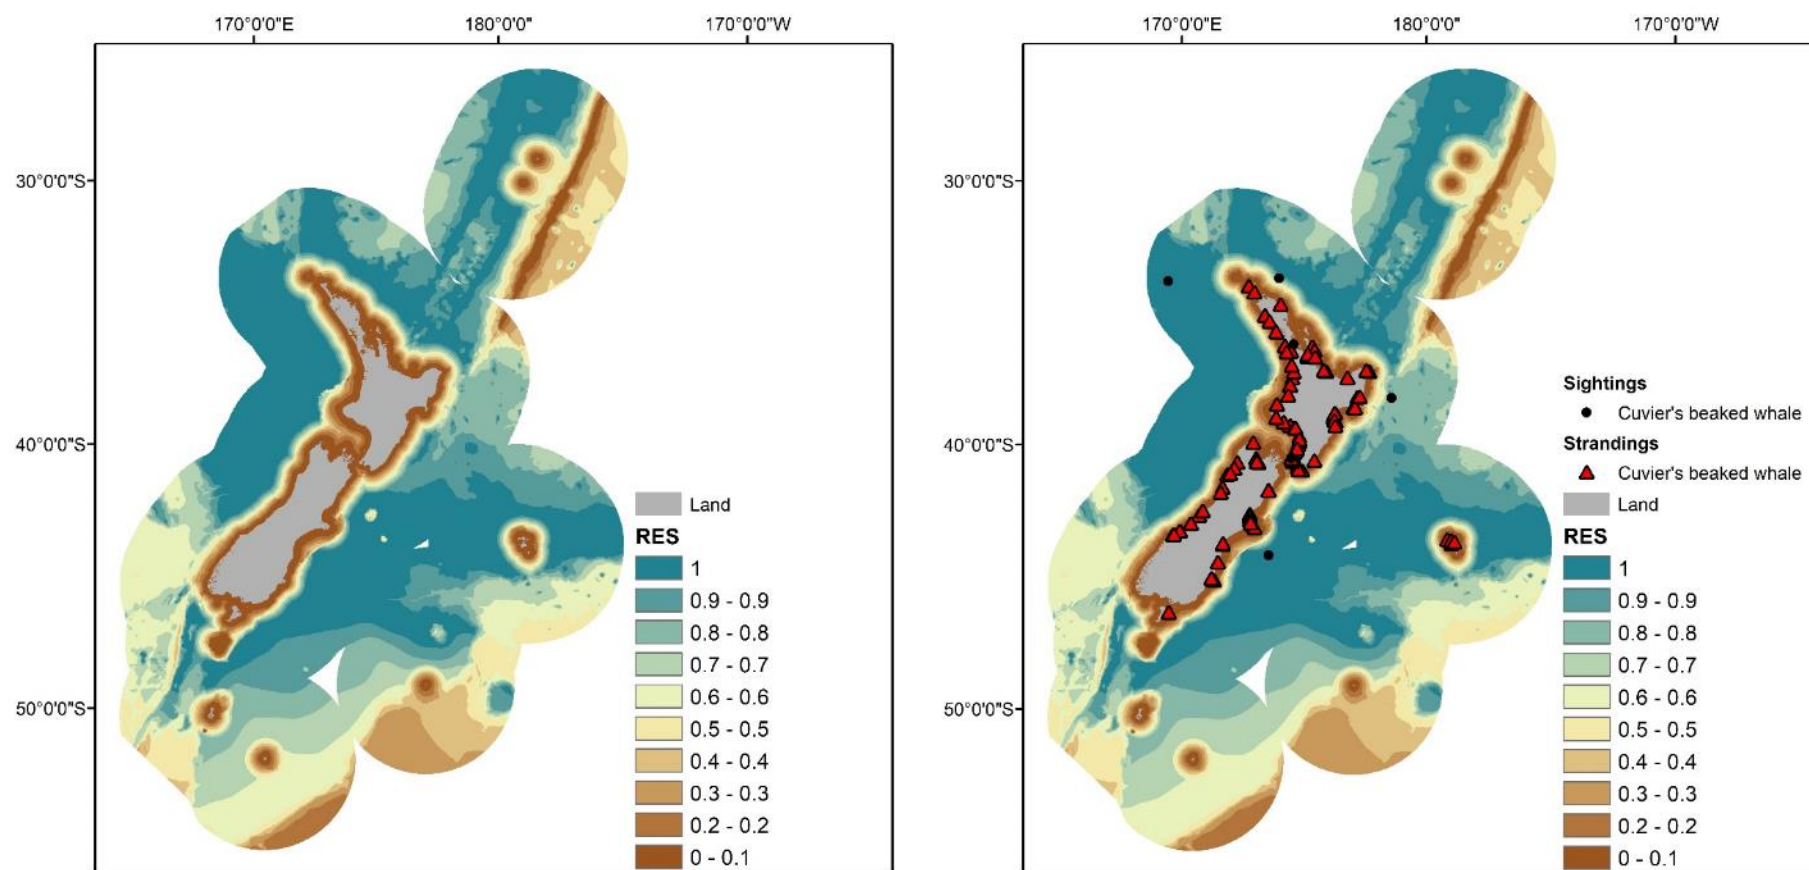 170°0'0"E
180°0'0"
170°0'0"W
30°0'0"S
40°0'0"S
50°0'0"S
Land
RES
1
0.9 - 0.9
0.8 - 0.8
0.7 - 0.7
0.6 - 0.6
0.5 - 0.5
0.4 - 0.4
0.3 - 0.3
0.2 - 0.2
0 - 0.1
170°0'0"E
180°0'0"
170°0'0"W
30°0'0"S
40°0'0"S
50°0'0"S
Sightings
Cuvier's beaked whale
Strandings
Cuvier's beaked whale
Land
RES
1
0.9 - 0.9
0.8 - 0.8
0.7 - 0.7
0.6 - 0.6
0.5 - 0.5
0.4 - 0.4
0.3 - 0.3
0.2 - 0.2
0 - 0.1